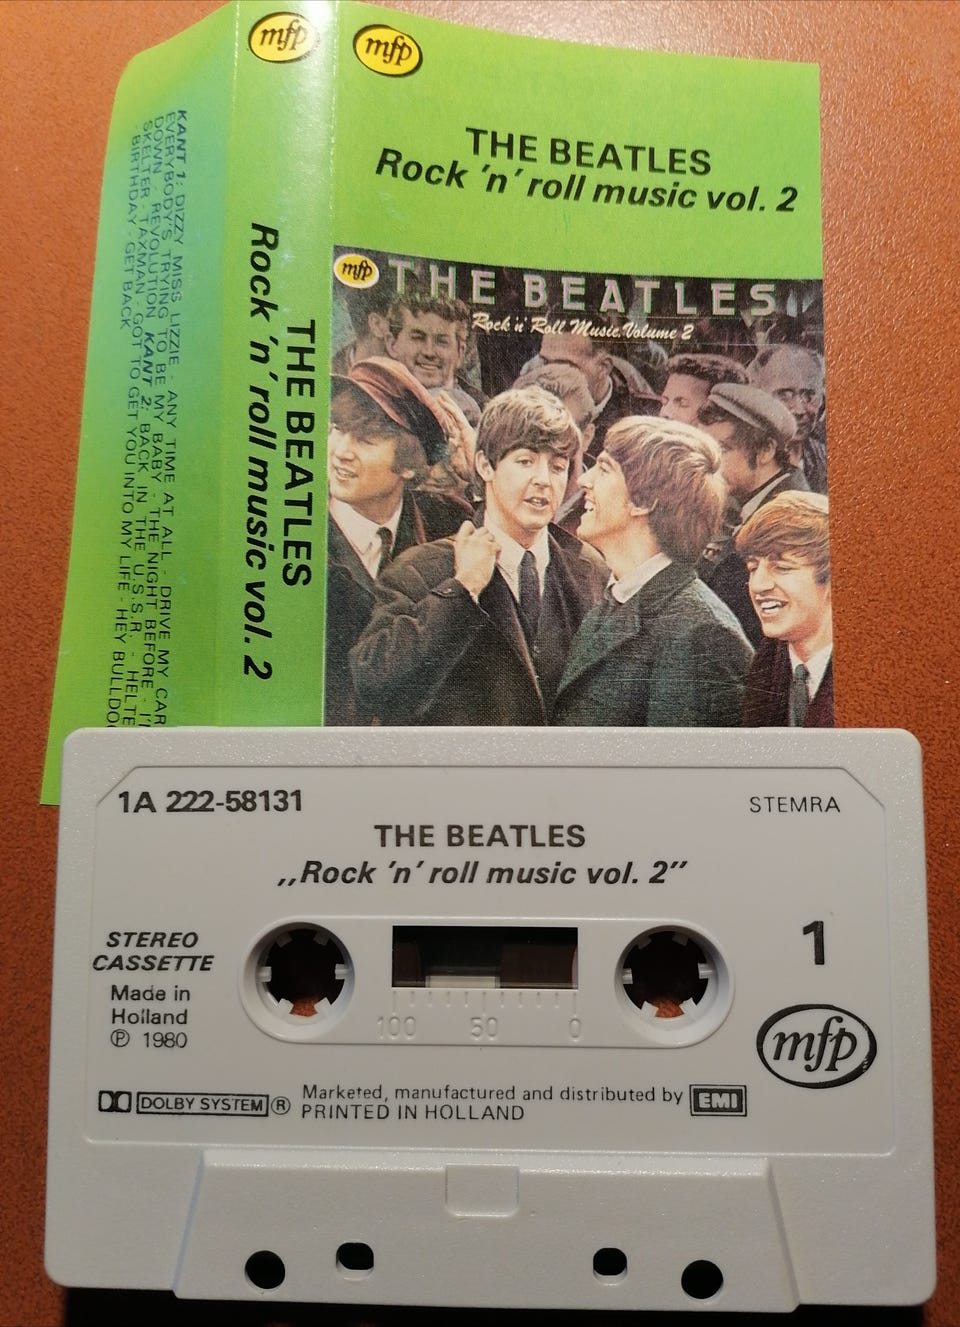 mfp
KANT 1: DIZZY MISS LIZZIE - ANY TIME AT ALL - DRIVE MY CAR
EVERYBODY'S TRYING TO BE MY BABY - THE NIGHT BEFORE - I'
DOWN - REVOLUTION KANT 2: BACK IN THE U.S.S.R. - HELTE
SKELTER - TAXMAN - GOT TO GET YOU INTO MY LIFE - HEY BULLDO
- BIRTHDAY - GET BACK
THE BEATLES
Rock 'n' roll music vol. 2
mfp
THE BEATLES
Rock 'n' roll music vol. 2
mfp
THE BEATLES
Rock 'n' Roll Music. Volume 2
1A 222-58131
STEMRA
THE BEATLES
,,Rock 'n' roll music vol. 2”
STEREO
CASSETTE
Made in
Holland
℗ 1980
1
100 50 0
mfp
DOLBY SYSTEM ®
Marketed, manufactured and distributed by EMI
PRINTED IN HOLLAND